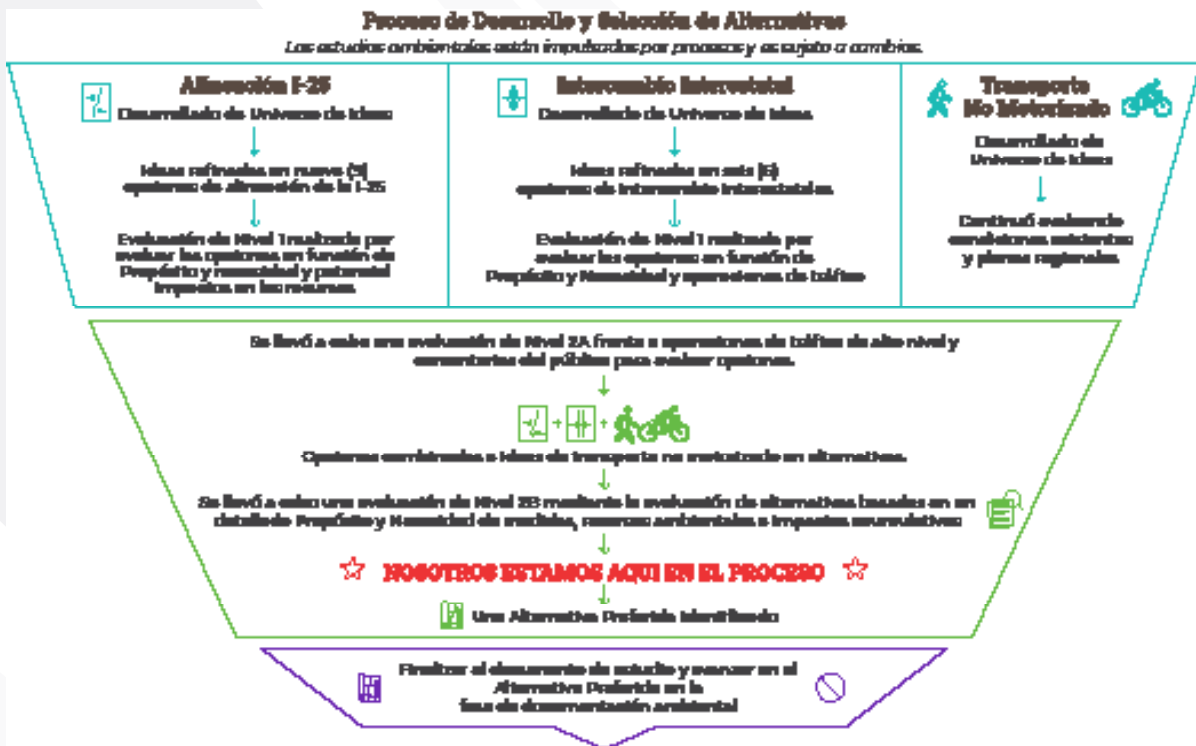 Proceso de Desarrollo y Selección de Alternativas
Los estudios ambientales están impulsados por procesos y es sujeto a cambios.
Alineación I-25
Desarrollado de Universo de Ideas
Ideas refinadas en nueve (9)
opciones de alineación de la I-25
Evaluación de Nivel 1 realizada por
evaluar las opciones en función de
Propósito y necesidad y potencial
impactos en los recursos.
Intercambio Interestatal
Desarrollado de Universo de Ideas
Ideas refinadas en seis (6)
opciones de Intercambio Interestatales
Evaluación de Nivel 1 realizada por
evaluar las opciones en función de
Propósito y Necesidad y operaciones de tráfico
Transporte
No Motorizado
Desarrollado de
Universo de Ideas
Continuó evaluando
condiciones existentes
y planes regionales.
Se llevó a cabo una evaluación de Nivel 2A frente a operaciones de tráfico de alto nivel y
comentarios del público para evaluar opciones.
Opciones combinadas e ideas de transporte no motorizado en alternativas.
Se llevó a cabo una evaluación de Nivel 2B mediante la evaluación de alternativas basadas en un
detallado Propósito y Necesidad de medidas, recursos ambientales e impactos acumulativos
NOSOTROS ESTAMOS AQUI EN EL PROCESO
Una Alternativa Preferida Identificado
Finalizar el documento de estudio y avanzar en el
Alternativa Preferida en la
fase de documentación ambiental